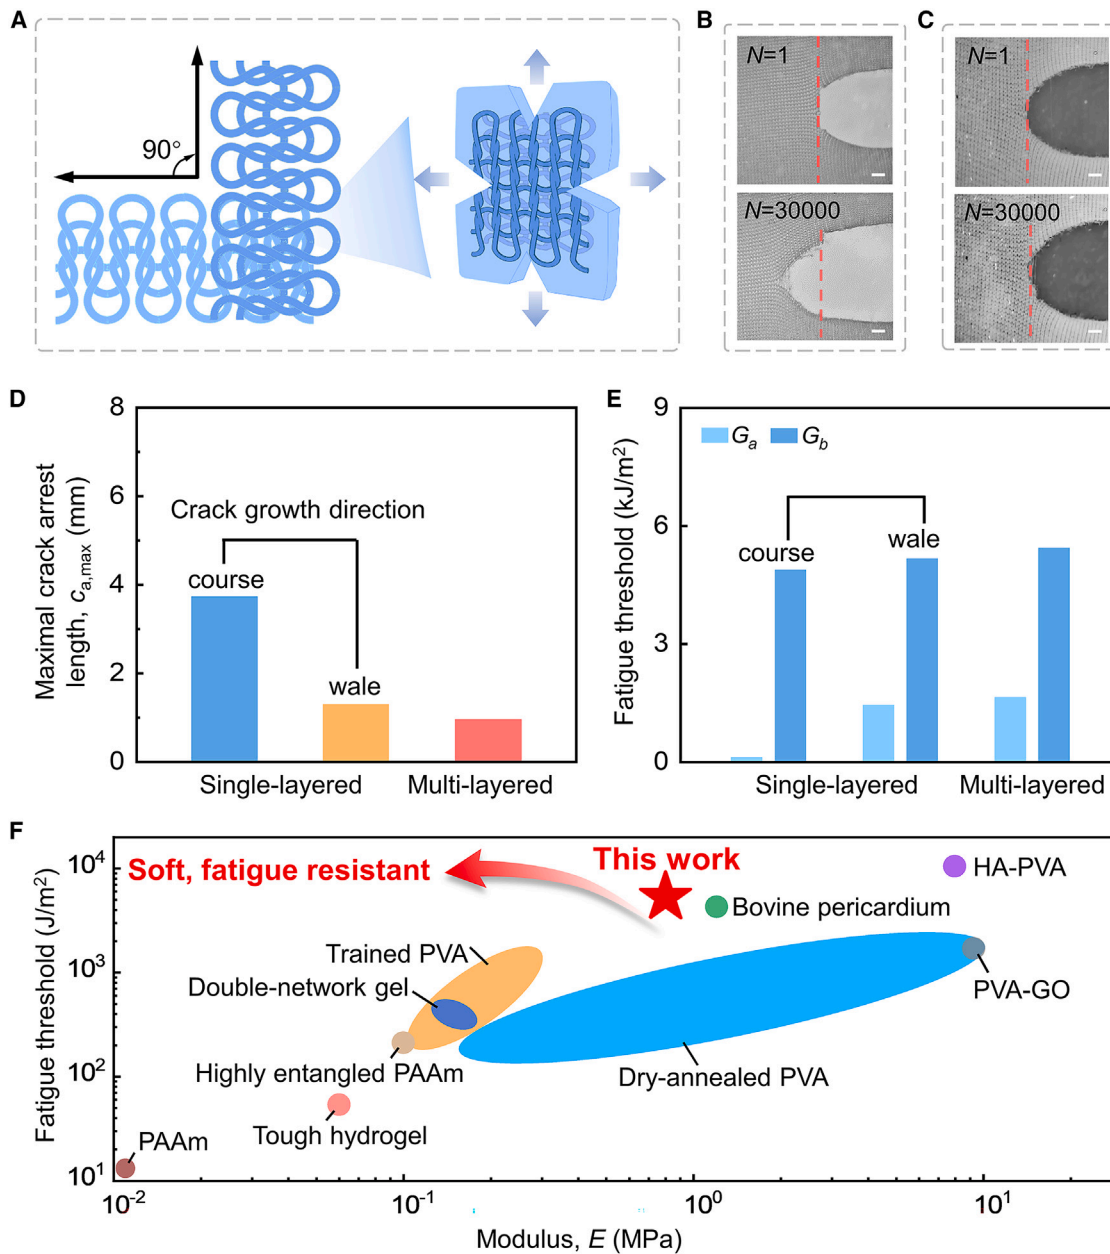 A
90°
B
N=1
N=30000
C
N=1
N=30000
D
Maximal crack arrest
length, ca,max (mm)
8
6
4
2
0
Crack growth direction
course
wale
Single-layered
Multi-layered
E
Fatigue threshold (kJ/m²)
9
6
3
0
Ga
Gb
course
wale
Single-layered
Multi-layered
F
Fatigue threshold (J/m²)
10⁴
10³
10²
10¹
Soft, fatigue resistant
This work
HA-PVA
Bovine pericardium
Trained PVA
Double-network gel
PVA-GO
Highly entangled PAAm
Dry-annealed PVA
Tough hydrogel
PAAm
10⁻²
10⁻¹
10⁰
10¹
Modulus, E (MPa)